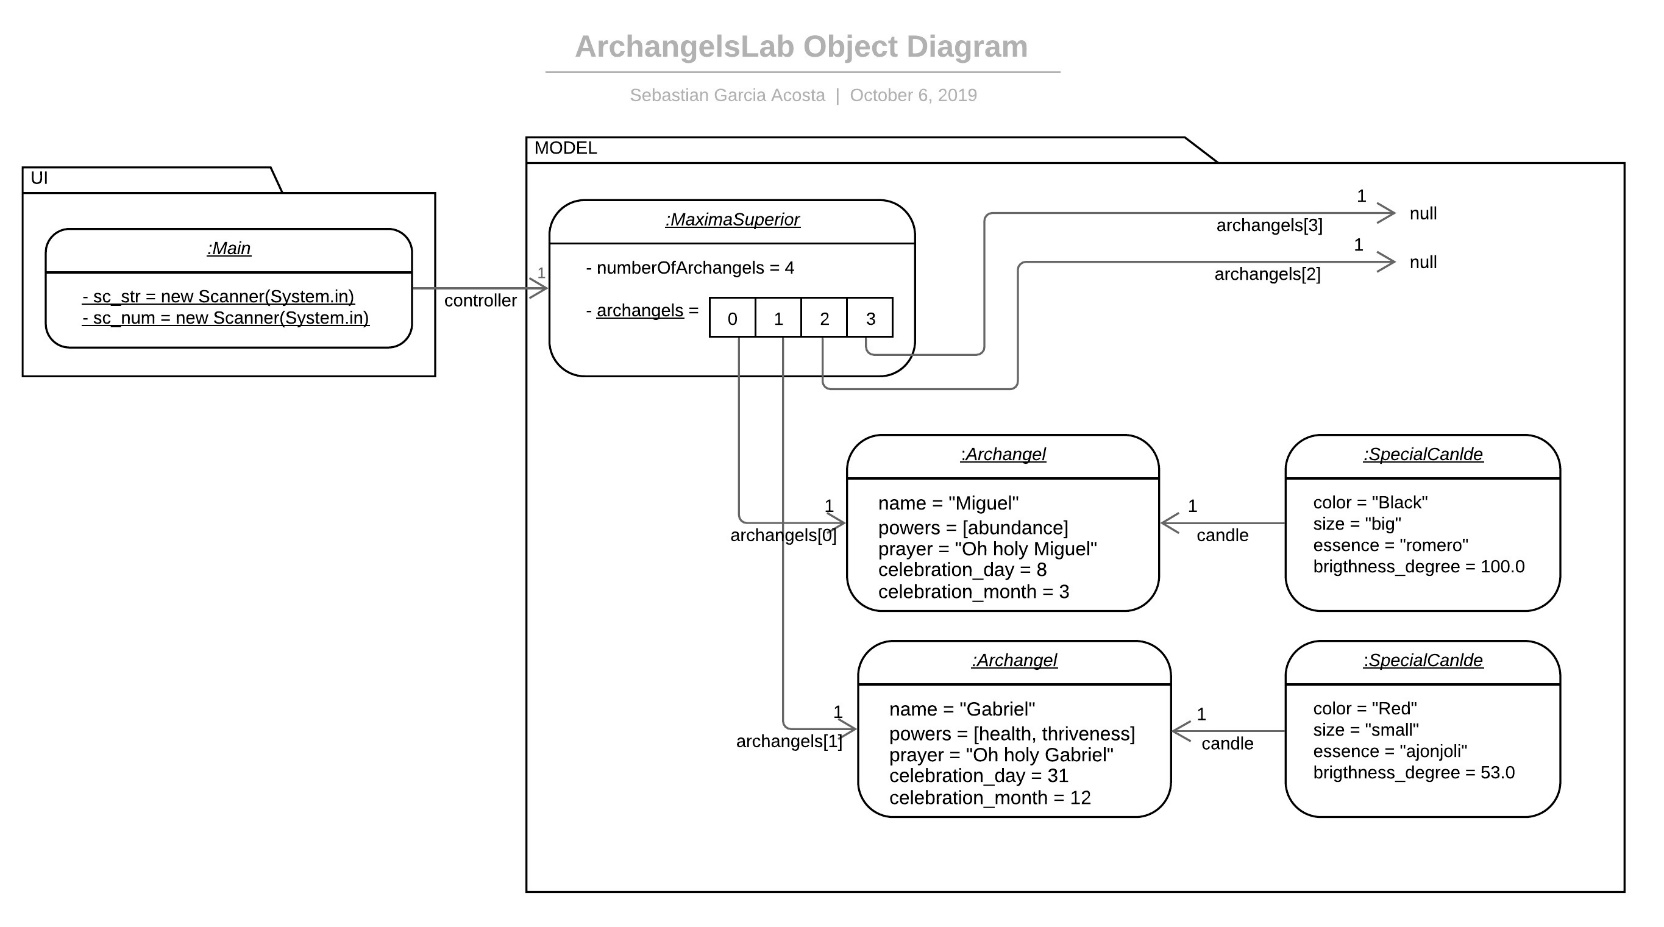 ArchangelsLab Object Diagram
Sebastian Garcia Acosta | October 6, 2019
UI
:Main
- sc_str = new Scanner(System.in)
- sc_num = new Scanner(System.in)
controller
1
MODEL
:MaximaSuperior
- numberOfArchangels = 4
- archangels =
0 1 2 3
1
archangels[3]
null
1
archangels[2]
null
1
archangels[0]
:Archangel
name = "Miguel"
powers = [abundance]
prayer = "Oh holy Miguel"
celebration_day = 8
celebration_month = 3
1
candle
:SpecialCanlde
color = "Black"
size = "big"
essence = "romero"
brigthness_degree = 100.0
1
archangels[1]
:Archangel
name = "Gabriel"
powers = [health, thriveness]
prayer = "Oh holy Gabriel"
celebration_day = 31
celebration_month = 12
1
candle
:SpecialCanlde
color = "Red"
size = "small"
essence = "ajonjoli"
brigthness_degree = 53.0